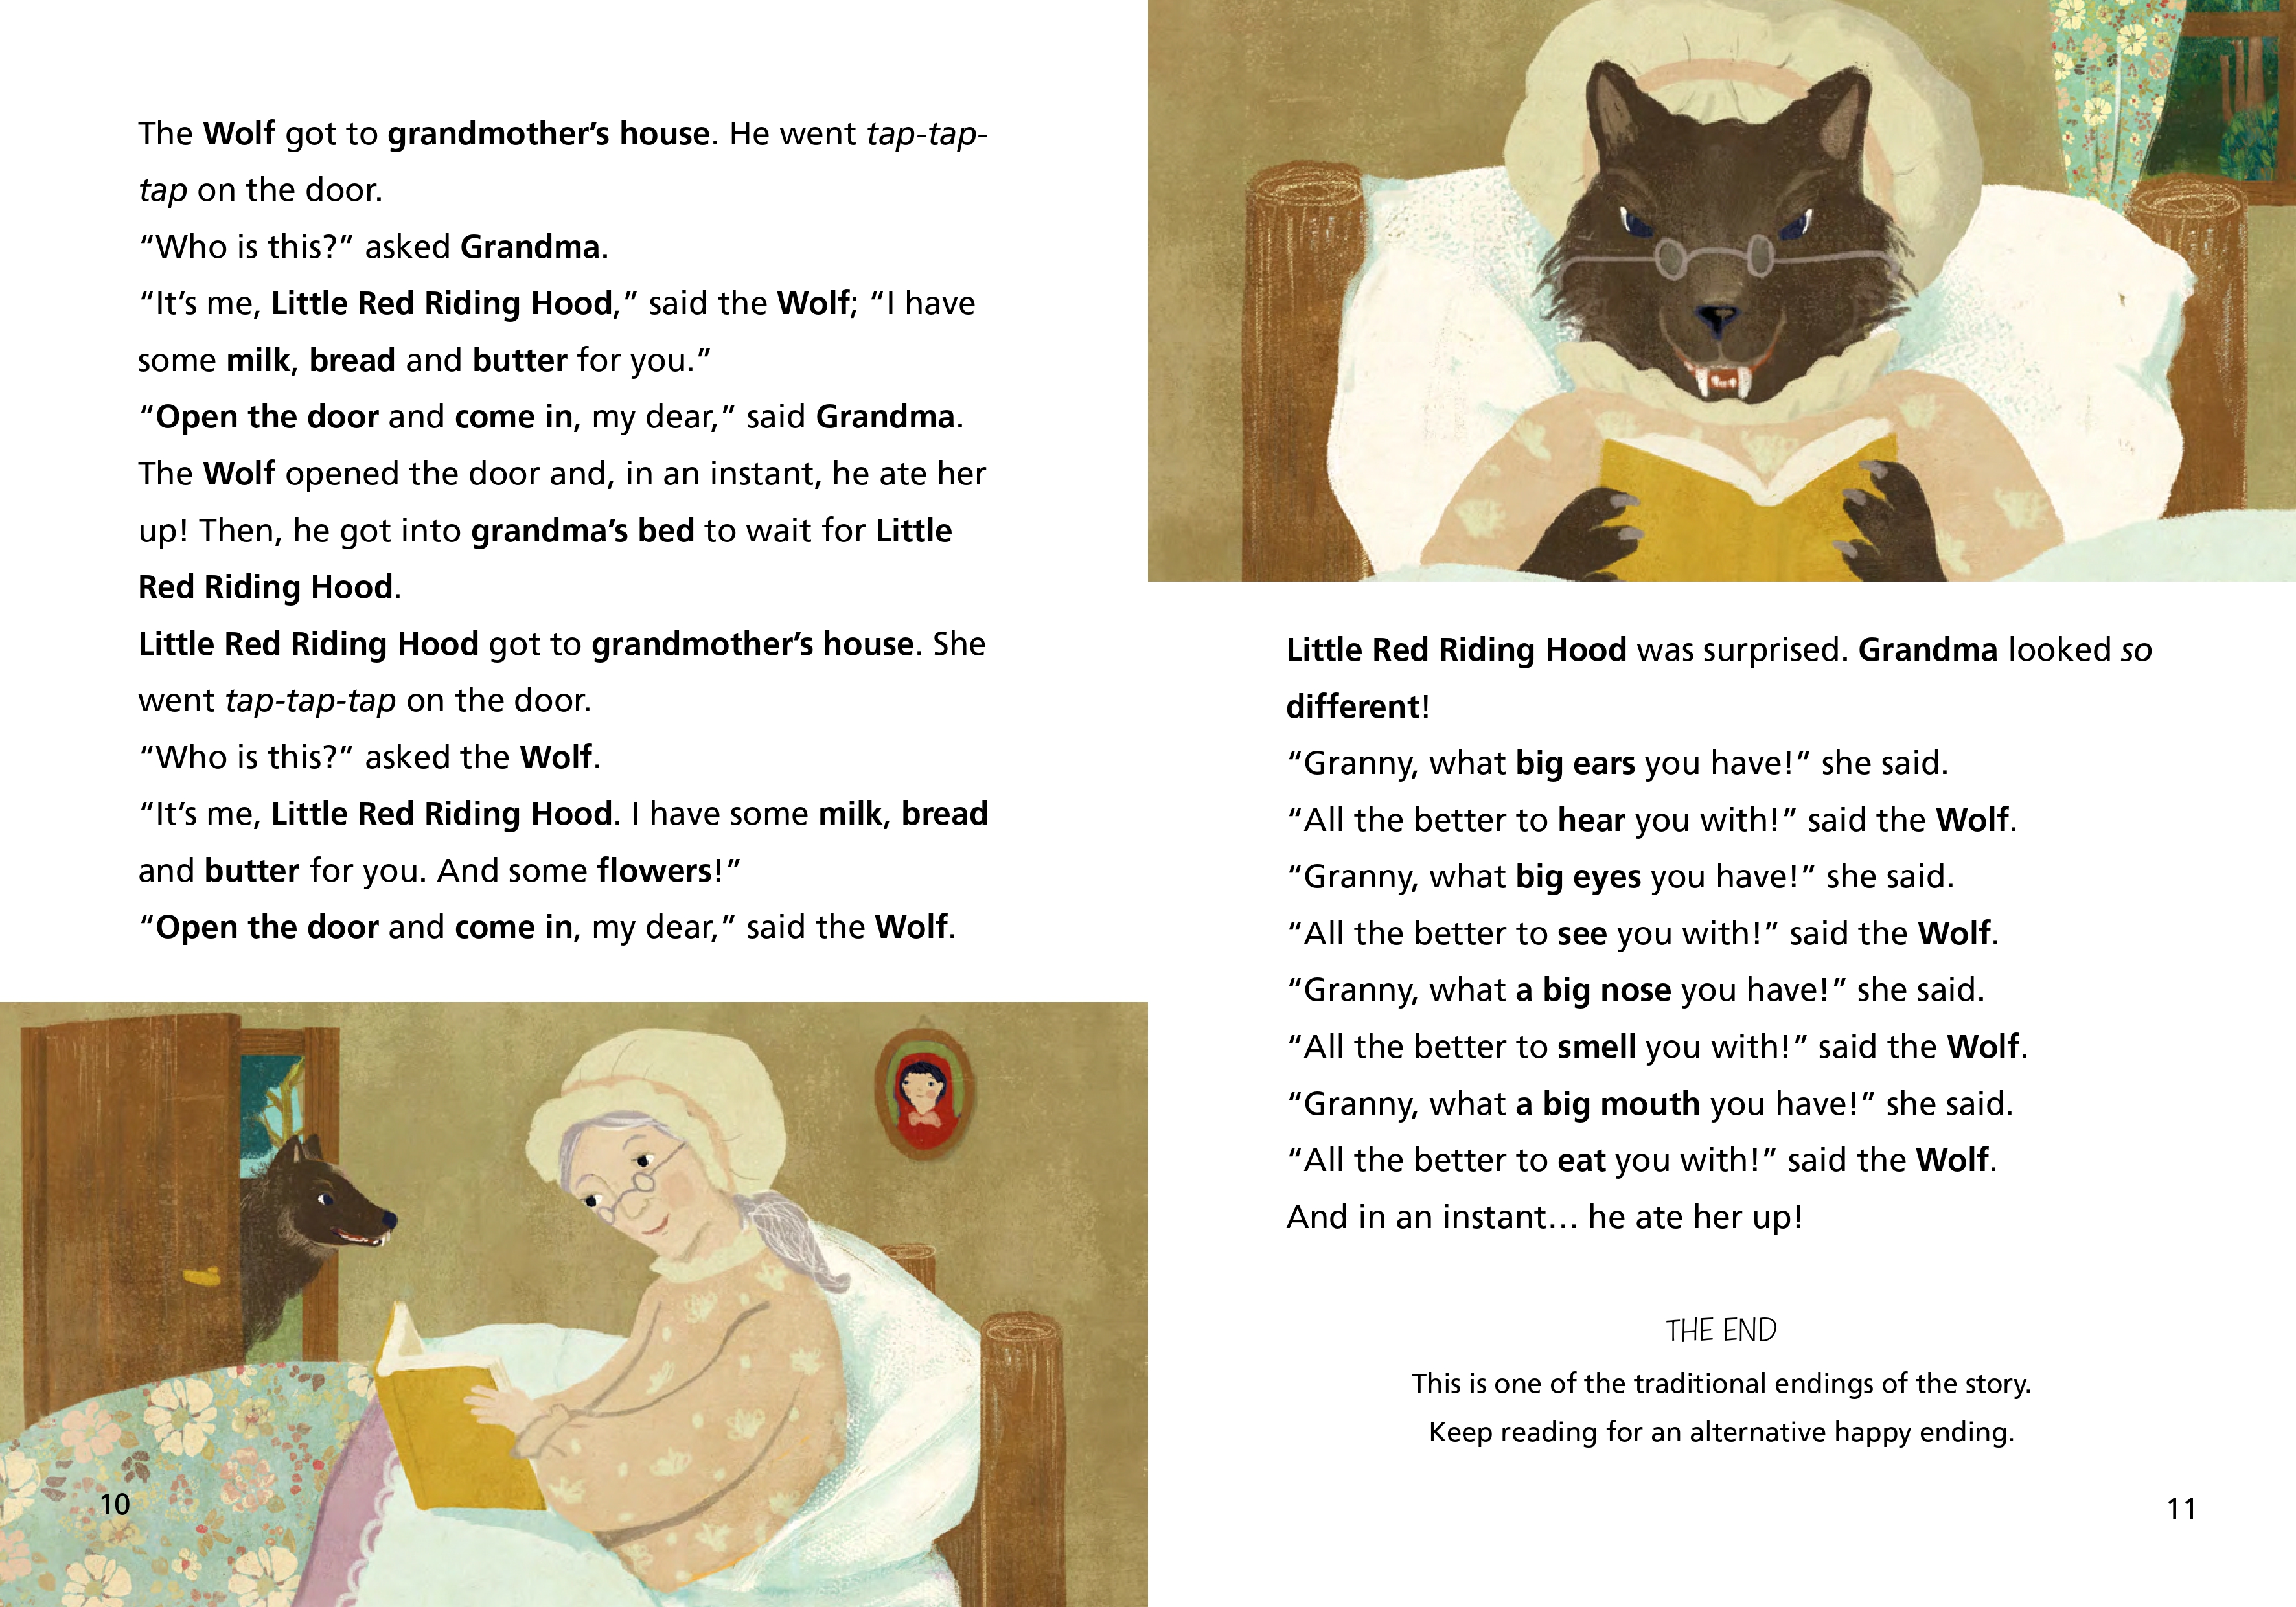 The Wolf got to grandmother’s house. He went tap-tap-
tap on the door.
“Who is this?” asked Grandma.
“It’s me, Little Red Riding Hood,” said the Wolf; “I have
some milk, bread and butter for you.”
“Open the door and come in, my dear,” said Grandma.
The Wolf opened the door and, in an instant, he ate her
up! Then, he got into grandma’s bed to wait for Little
Red Riding Hood.
Little Red Riding Hood got to grandmother’s house. She
went tap-tap-tap on the door.
“Who is this?” asked the Wolf.
“It’s me, Little Red Riding Hood. I have some milk, bread
and butter for you. And some flowers!”
“Open the door and come in, my dear,” said the Wolf.
10
Little Red Riding Hood was surprised. Grandma looked so
different!
“Granny, what big ears you have!” she said.
“All the better to hear you with!” said the Wolf.
“Granny, what big eyes you have!” she said.
“All the better to see you with!” said the Wolf.
“Granny, what a big nose you have!” she said.
“All the better to smell you with!” said the Wolf.
“Granny, what a big mouth you have!” she said.
“All the better to eat you with!” said the Wolf.
And in an instant… he ate her up!
THE END
This is one of the traditional endings of the story.
Keep reading for an alternative happy ending.
11